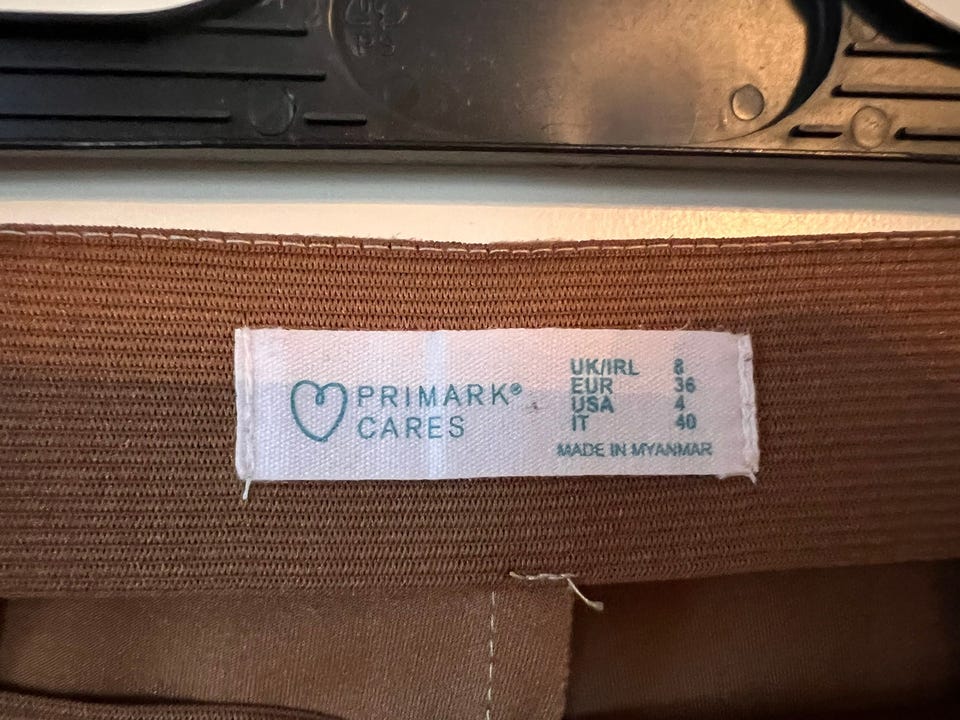 PRIMARK®
CARES
UK/IRL 8
EUR 36
USA 4
IT 40
MADE IN MYANMAR